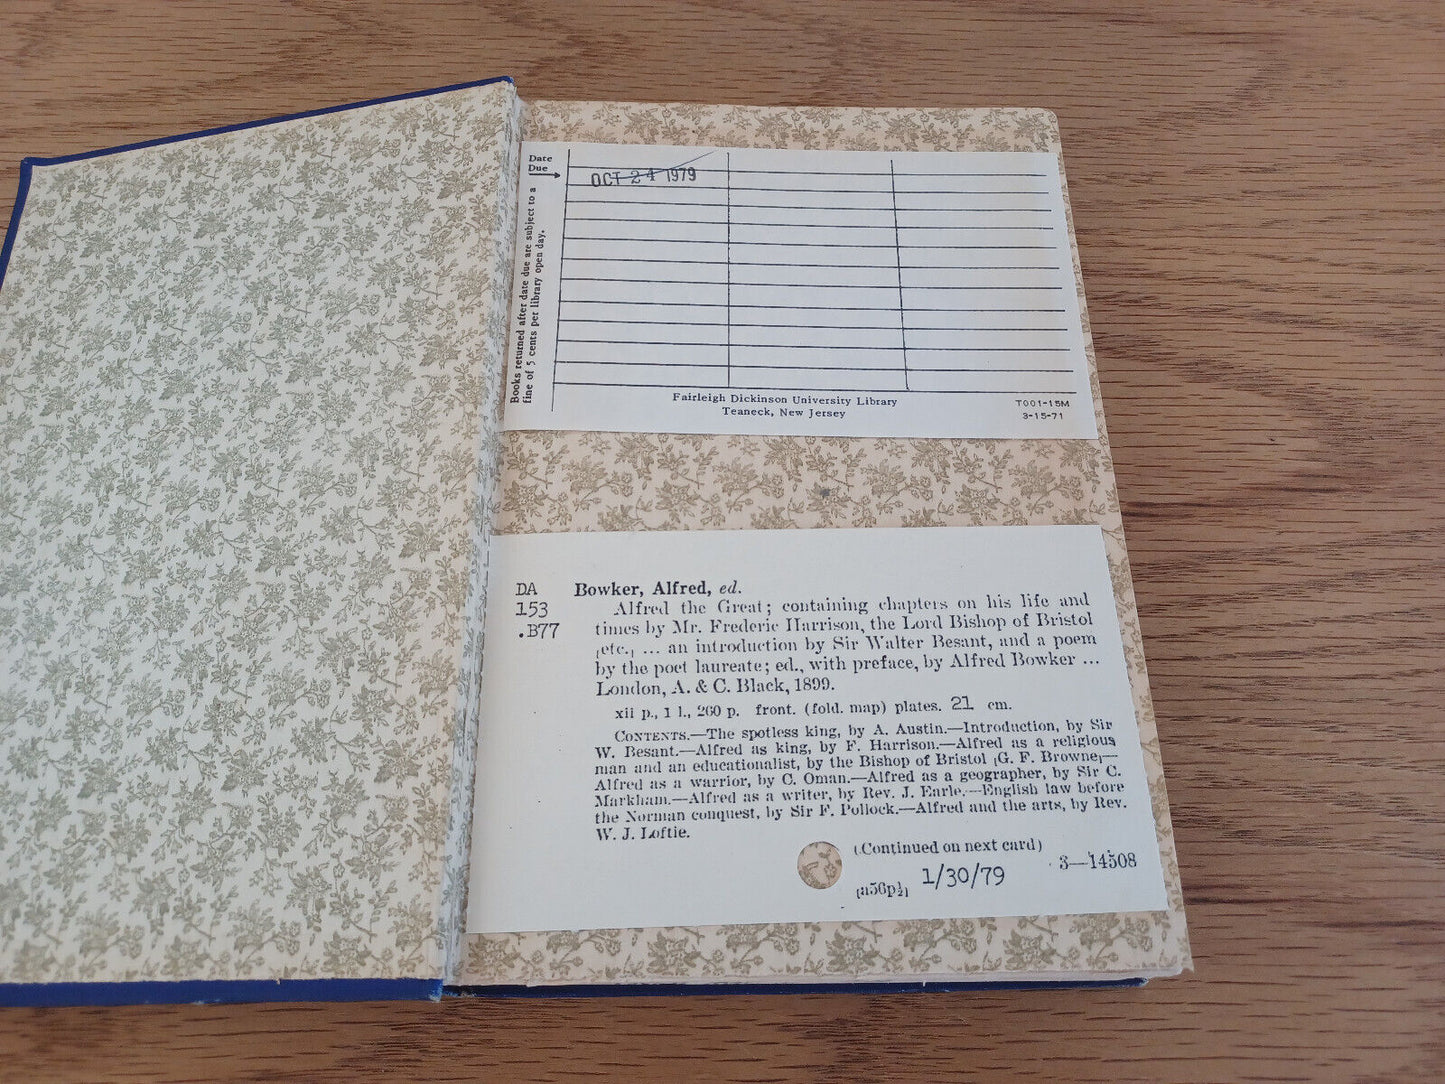 Date
Due
OCT 24 1979
Books returned after date due are subject to a
fine of 5 cents per library open day.
Fairleigh Dickinson University Library
Teaneck, New Jersey
T001-15M
3-15-71
DA
153
.B77
Bowker, Alfred, ed.
Alfred the Great; containing chapters on his life and
times by Mr. Frederic Harrison, the Lord Bishop of Bristol
[etc.] ... an introduction by Sir Walter Besant, and a poem
by the poet laureate; ed., with preface, by Alfred Bowker ...
London, A. & C. Black, 1899.
xii p., 1 l., 260 p. front. (fold. map) plates. 21 cm.
CONTENTS.—The spotless king, by A. Austin.—Introduction, by Sir
W. Besant.—Alfred as king, by F. Harrison.—Alfred as a religious
man and an educationalist, by the Bishop of Bristol [G. F. Browne]—
Alfred as a warrior, by C. Oman.—Alfred as a geographer, by Sir C.
Markham.—Alfred as a writer, by Rev. J. Earle.—English law before
the Norman conquest, by Sir F. Pollock.—Alfred and the arts, by Rev.
W. J. Loftie.
(Continued on next card)
3—14508
[a56p½] 1/30/79